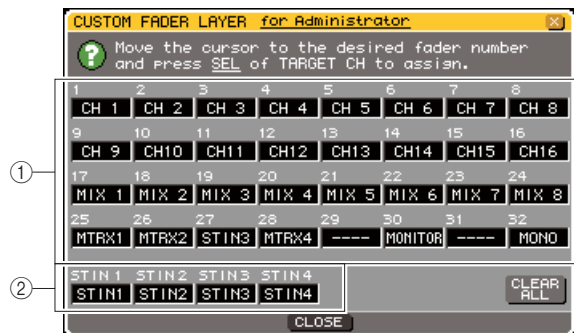 CUSTOM FADER LAYER for Administrator
Move the cursor to the desired fader number
and press SEL of TARGET CH to assign.
1 2 3 4 5 6 7 8
CH 1 CH 2 CH 3 CH 4 CH 5 CH 6 CH 7 CH 8
9 10 11 12 13 14 15 16
CH 9 CH10 CH11 CH12 CH13 CH14 CH15 CH16
①
17 18 19 20 21 22 23 24
MIX 1 MIX 2 MIX 3 MIX 4 MIX 5 MIX 6 MIX 7 MIX 8
25 26 27 28 29 30 31 32
MTRX1 MTRX2 STIN3 MTRX4 ---- MONITOR ---- MONO
②
STIN1 STIN2 STIN3 STIN4
STIN1 STIN2 STIN3 STIN4
CLEAR
ALL
CLOSE